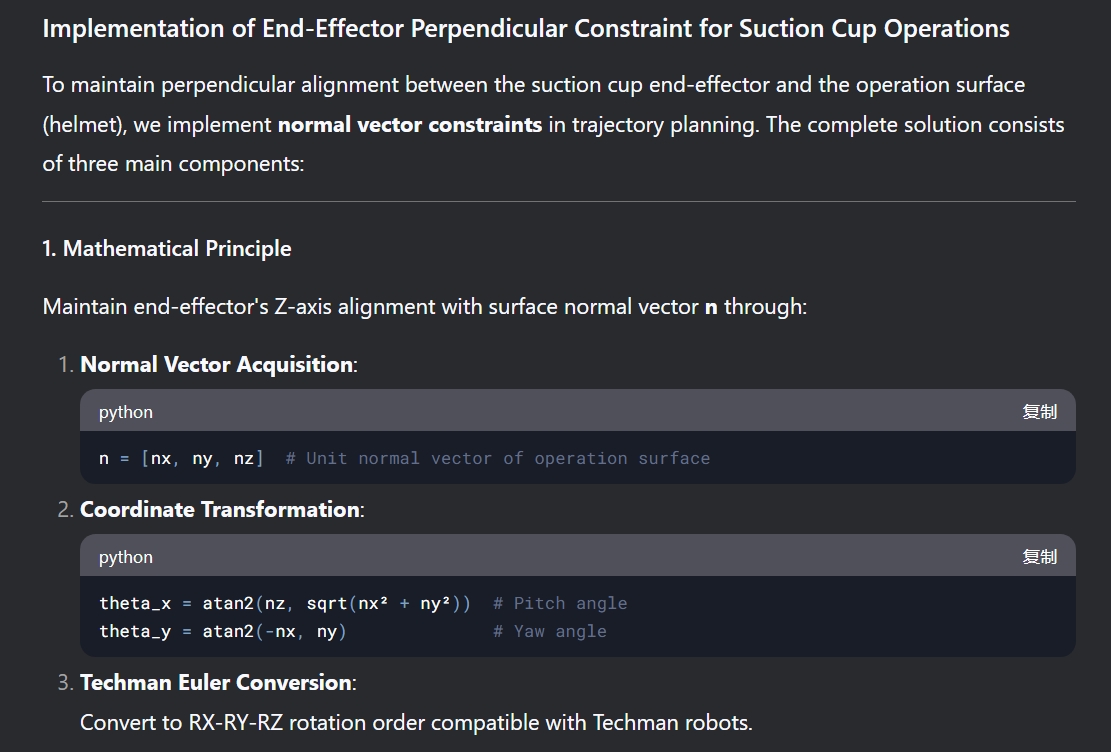 Implementation of End-Effector Perpendicular Constraint for Suction Cup Operations
To maintain perpendicular alignment between the suction cup end-effector and the operation surface
(helmet), we implement normal vector constraints in trajectory planning. The complete solution consists
of three main components:
1. Mathematical Principle
Maintain end-effector's Z-axis alignment with surface normal vector n through:
1. Normal Vector Acquisition:
python 复制
n = [nx, ny, nz]  # Unit normal vector of operation surface
2. Coordinate Transformation:
python 复制
theta_x = atan2(nz, sqrt(nx² + ny²))  # Pitch angle
theta_y = atan2(-nx, ny)              # Yaw angle
3. Techman Euler Conversion:
Convert to RX-RY-RZ rotation order compatible with Techman robots.